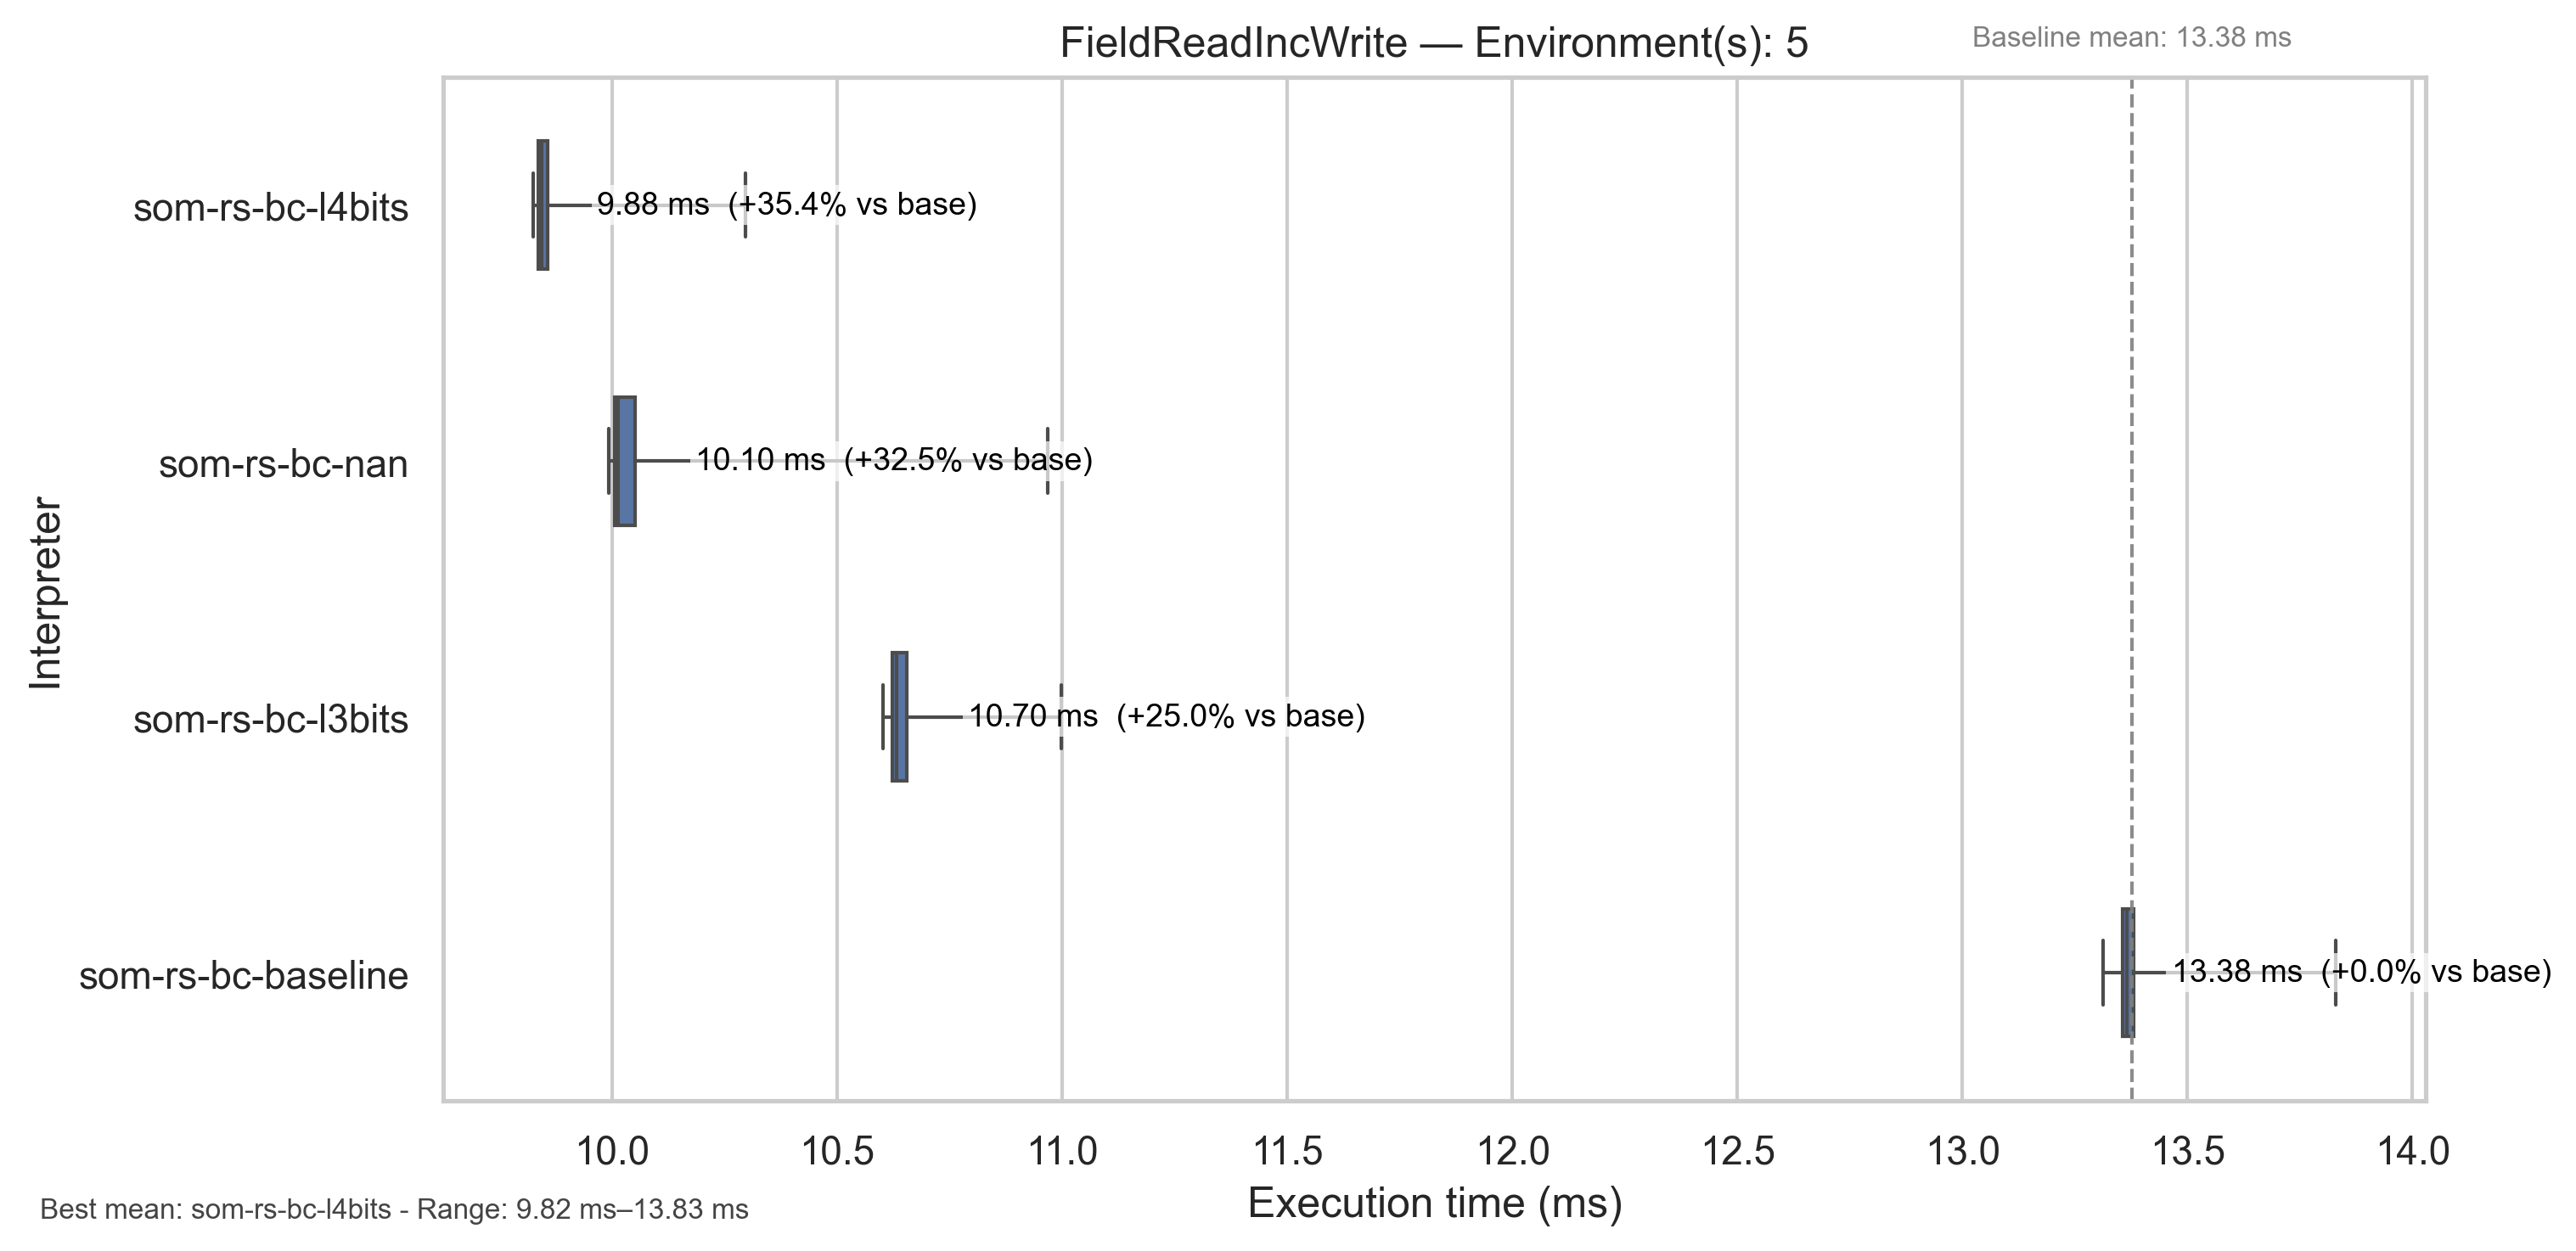 FieldReadIncWrite — Environment(s): 5
Baseline mean: 13.38 ms
Interpreter
som-rs-bc-l4bits
9.88 ms (+35.4% vs base)
som-rs-bc-nan
10.10 ms (+32.5% vs base)
som-rs-bc-l3bits
10.70 ms (+25.0% vs base)
som-rs-bc-baseline
13.38 ms (+0.0% vs base)
10.0 10.5 11.0 11.5 12.0 12.5 13.0 13.5 14.0
Execution time (ms)
Best mean: som-rs-bc-l4bits - Range: 9.82 ms–13.83 ms